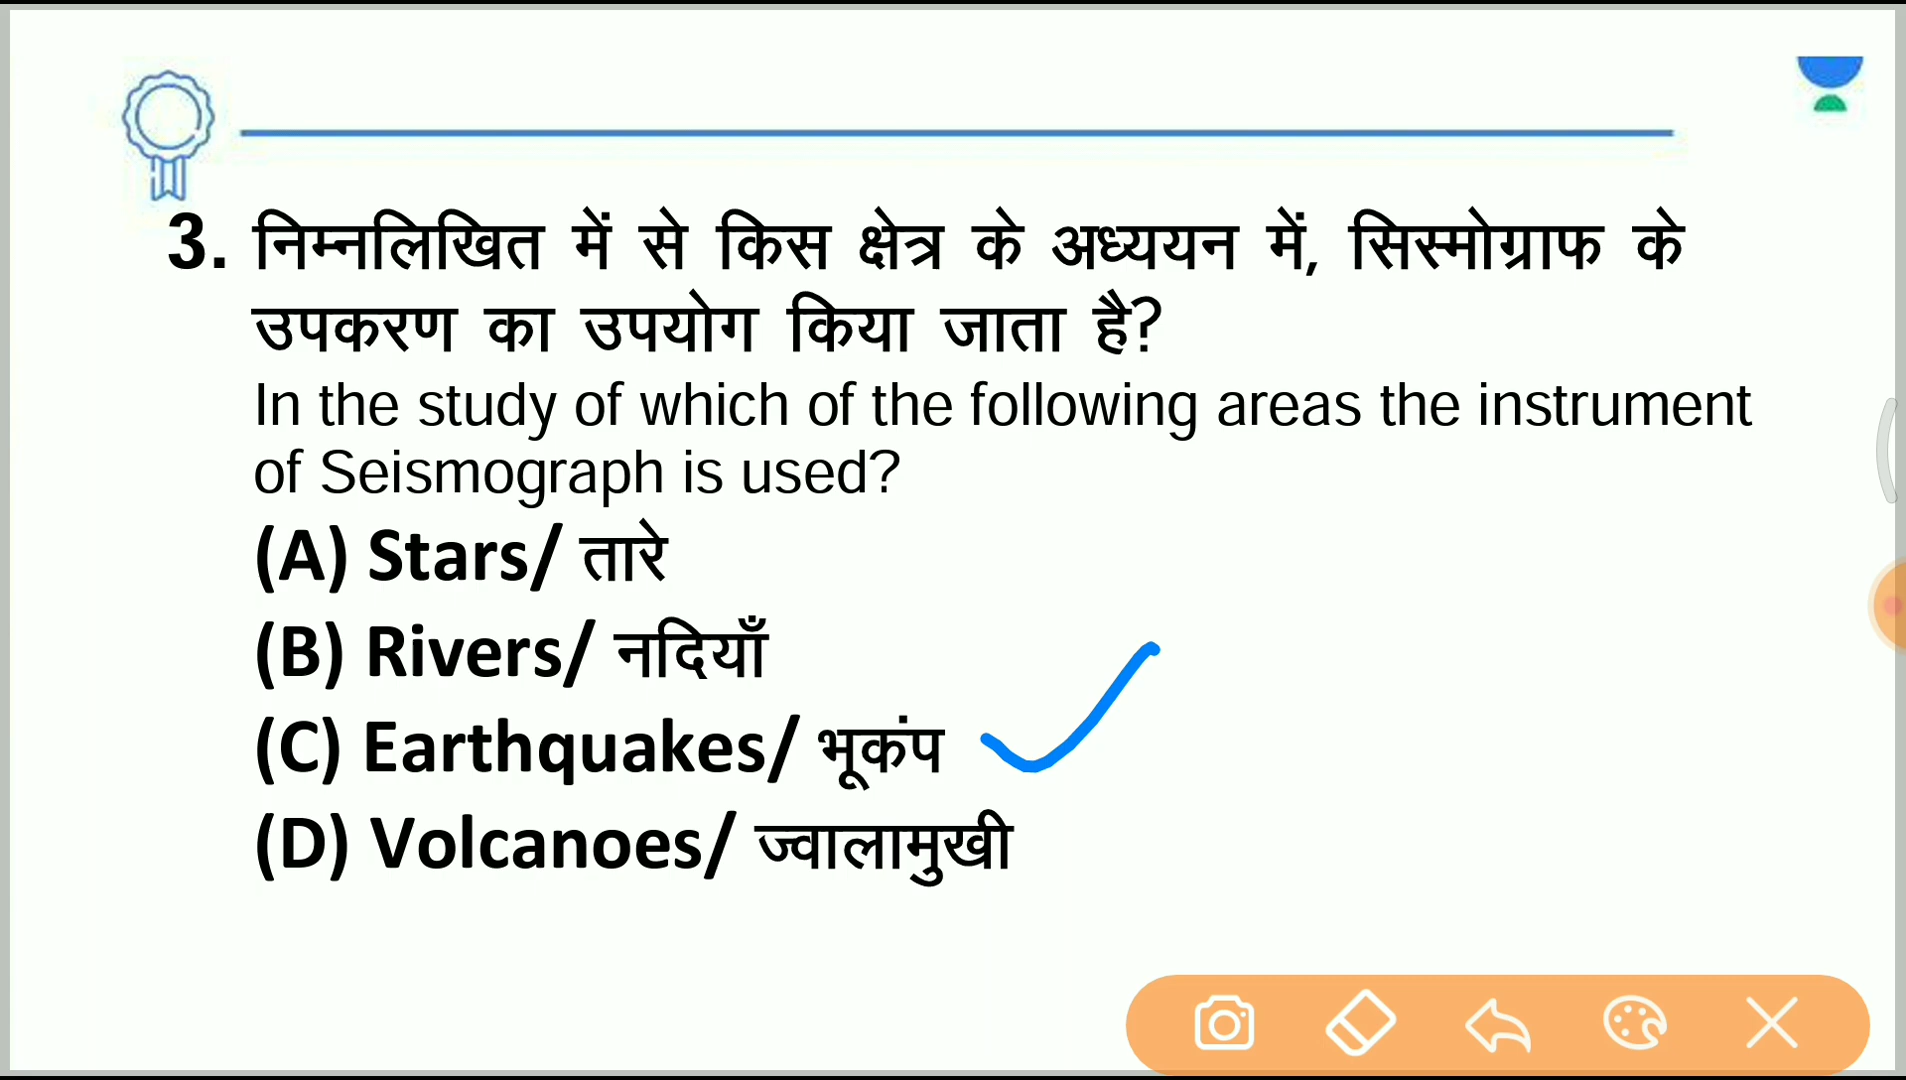 3. निम्नलिखित में से किस क्षेत्र के अध्ययन में, सिस्मोग्राफ के
उपकरण का उपयोग किया जाता है?
In the study of which of the following areas the instrument
of Seismograph is used?
(A) Stars/ तारे
(B) Rivers/ नदियाँ
(C) Earthquakes/ भूकंप
(D) Volcanoes/ ज्वालामुखी